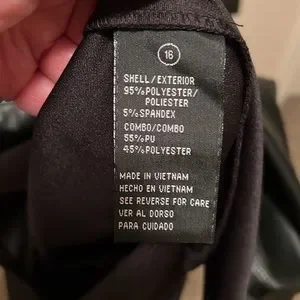 16
SHELL/EXTERIOR
95%POLYESTER/
POLIESTER
5%SPANDEX
COMBO/COMBO
55%PU
45%POLYESTER
MADE IN VIETNAM
HECHO EN VIETNAM
SEE REVERSE FOR CARE
VER AL DORSO
PARA CUIDADO